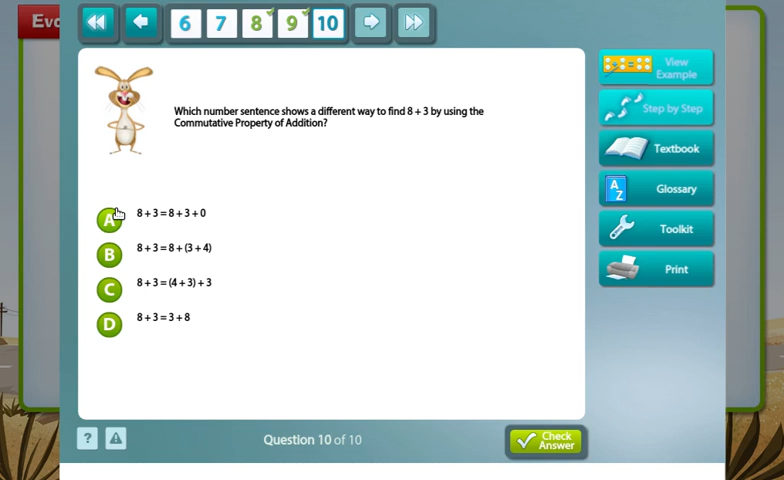 Evo
6 7 8 9 10
Which number sentence shows a different way to find 8 + 3 by using the
Commutative Property of Addition?
A 8 + 3 = 8 + 3 + 0
B 8 + 3 = 8 + (3 + 4)
C 8 + 3 = (4 + 3) + 3
D 8 + 3 = 3 + 8
View
Example
Step by Step
Textbook
A
Z
Glossary
Toolkit
Print
?
Question 10 of 10
Check
Answer